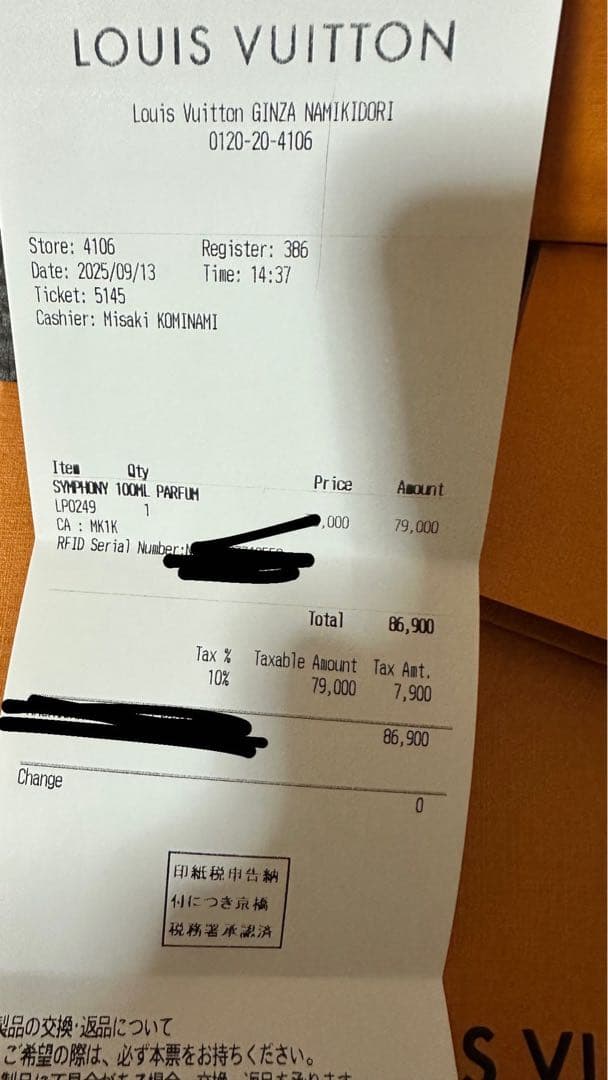 LOUIS VUITTON
Louis Vuitton GINZA NAMIKIDORI
0120-20-4106
Store: 4106 Register: 386
Date: 2025/09/13 Time: 14:37
Ticket: 5145
Cashier: Misaki KOMINAMI
Item Qty Price Amount
SYMPHONY 100ML PARFUM
LP0249 1 ,000 79,000
CA : MK1K
RFID Serial Number:
Total 86,900
Tax % Taxable Amount Tax Amt.
10% 79,000 7,900
86,900
Change 0
印紙税申告納
付につき京橋
税務署承認済
製品の交換・返品について
ご希望の際は、必ず本票をお持ちください。
S VI